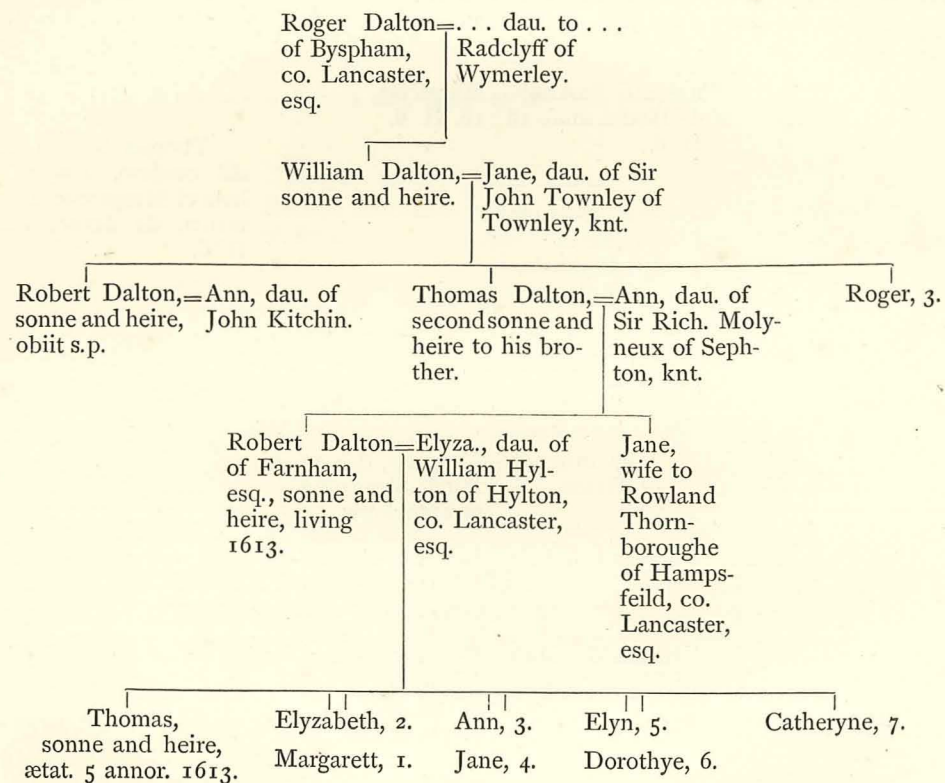 Roger Dalton=. . . dau. to . . .
of Byspham,
co. Lancaster,
esq.
Radclyff of
Wymerley.
William Dalton,=Jane, dau. of Sir
sonne and heire.
John Townley of
Townley, knt.
Robert Dalton,=Ann, dau. of
sonne and heire,
obiit s.p.
John Kitchin.
Thomas Dalton,=Ann, dau. of
second sonne and
heire to his bro-
ther.
Sir Rich. Moly-
neux of Seph-
ton, knt.
Roger, 3.
Robert Dalton=Elyza., dau. of
of Farnham,
esq., sonne and
heire, living
1613.
William Hyl-
ton of Hylton,
co. Lancaster,
esq.
Jane,
wife to
Rowland
Thorn-
boroughe
of Hamps-
feild, co.
Lancaster,
esq.
Thomas,
sonne and heire,
ætat. 5 annor. 1613.
Elyzabeth, 2.
Margarett, 1.
Ann, 3.
Jane, 4.
Elyn, 5.
Dorothye, 6.
Catheryne, 7.